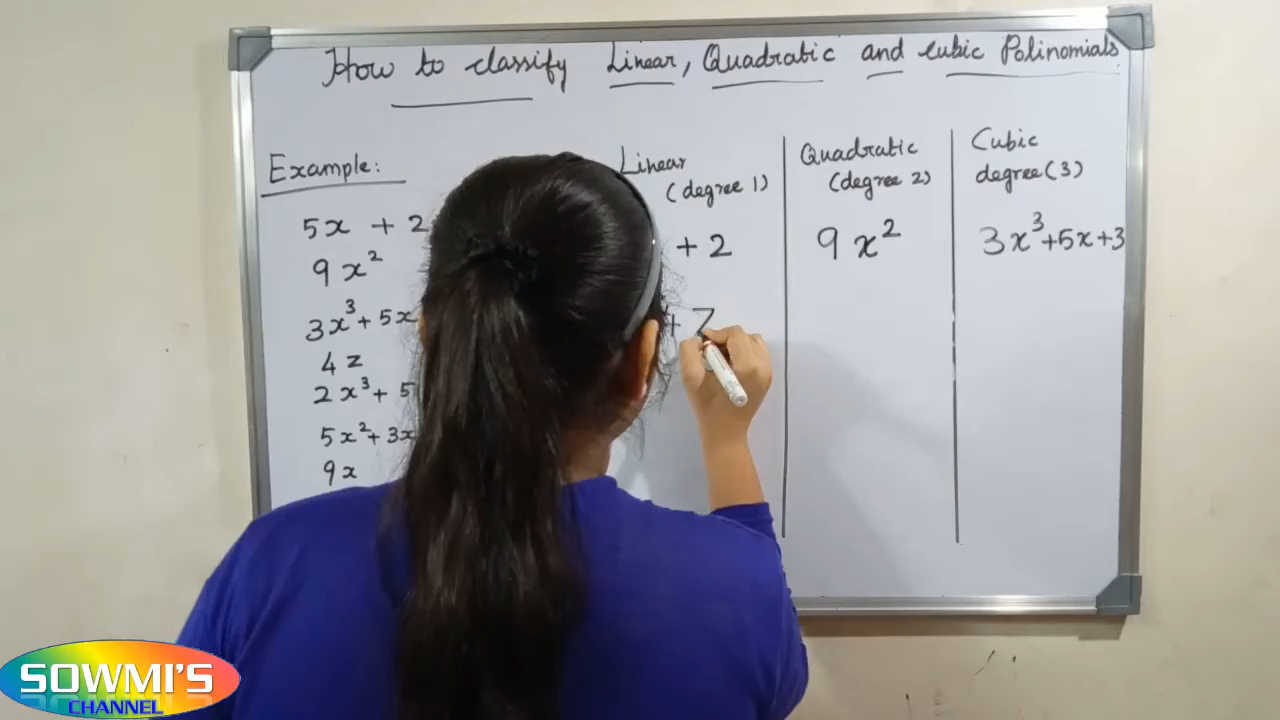 How to classify Linear, Quadratic and cubic Polinomials
Example:
5x + 2
9x²
3x³ + 5x
4z
2x³ + 5
5x² + 3x
9x
Linear
(degree 1)
+ 2
+ z
Quadratic
(degree 2)
9x²
Cubic
degree (3)
3x³+5x+3
SOWMI'S
CHANNEL